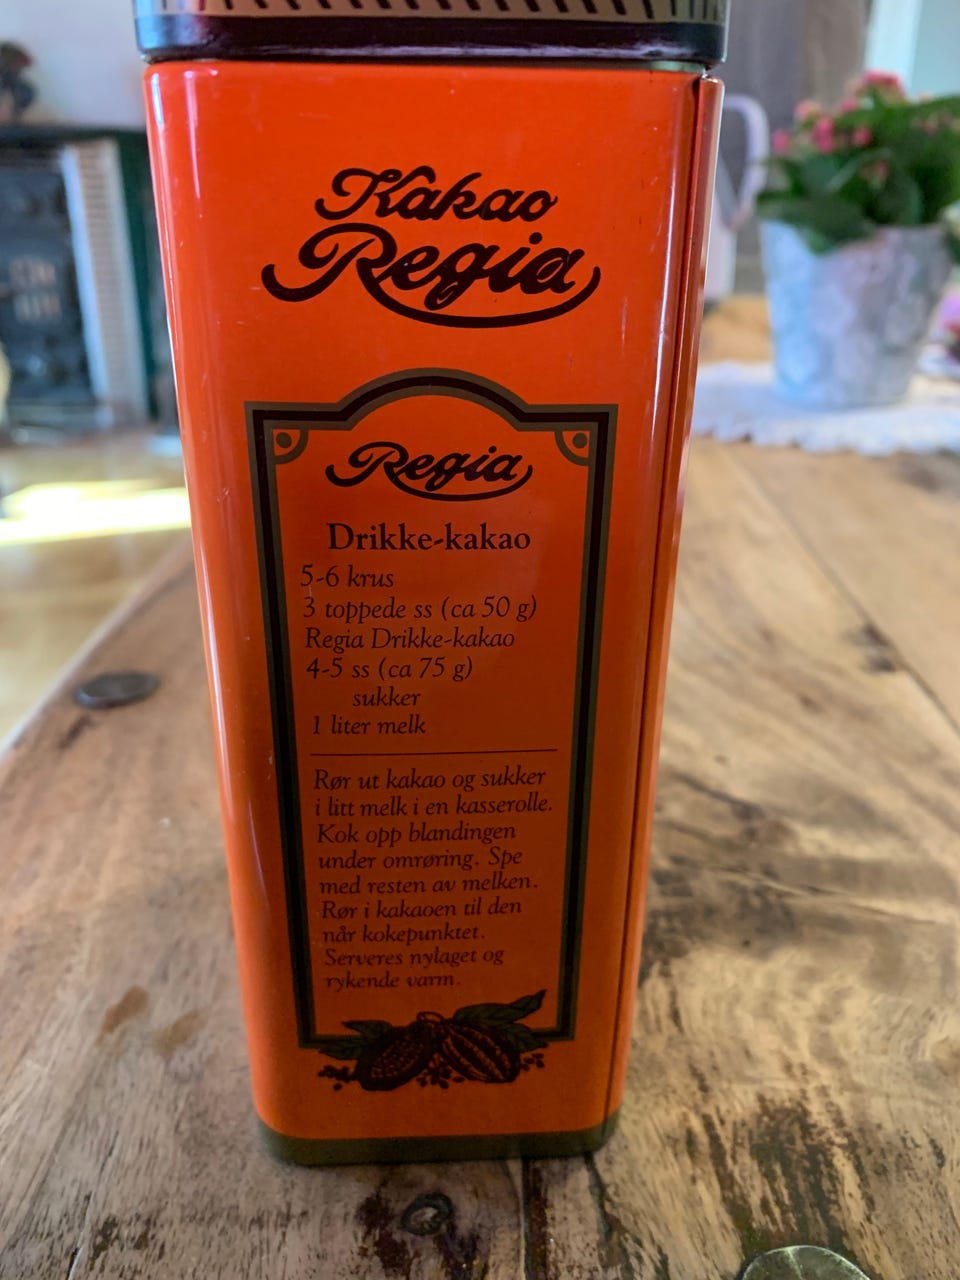 Kakao
Regia
Regia
Drikke-kakao
5-6 krus
3 toppede ss (ca 50 g)
Regia Drikke-kakao
4-5 ss (ca 75 g)
sukker
1 liter melk
Rør ut kakao og sukker
i litt melk i en kasserolle.
Kok opp blandingen
under omrøring. Spe
med resten av melken.
Rør i kakaoen til den
når kokepunktet.
Serveres nylaget og
rykende varm.